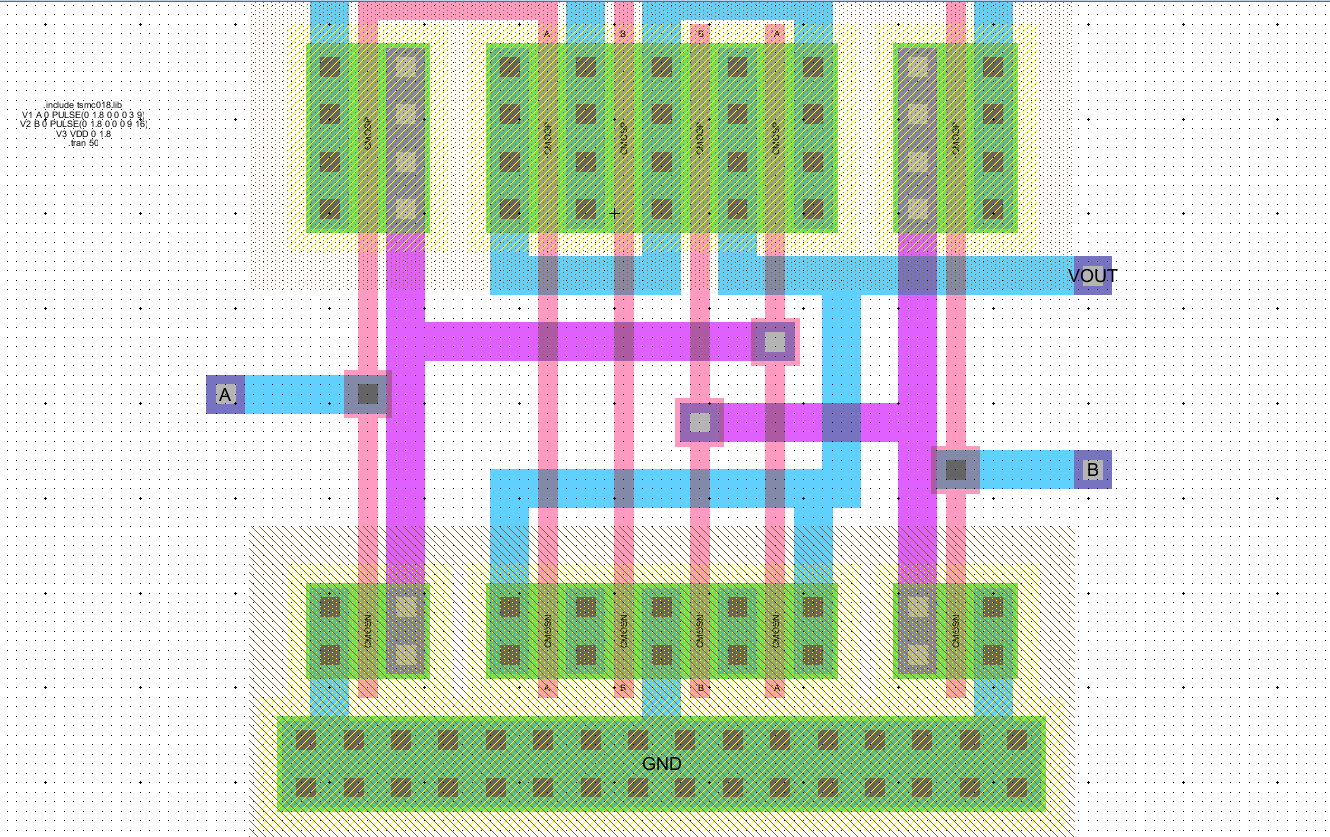 A
A
.include tsmc018.lib
V1 A 0 PULSE(0 1.8 0 0 0 3 9)
V2 B 0 PULSE(0 1.8 0 0 0 9
V3 VDD 0 1.8
.tran 50
CMOSP
CMOSP
CMOSP
CMOSP
CMOSP
CMOSP
VOUT
A
B
CMOSN
CMOSN
CMOSN
CMOSN
CMOSN
CMOSN
A
B
A
GND